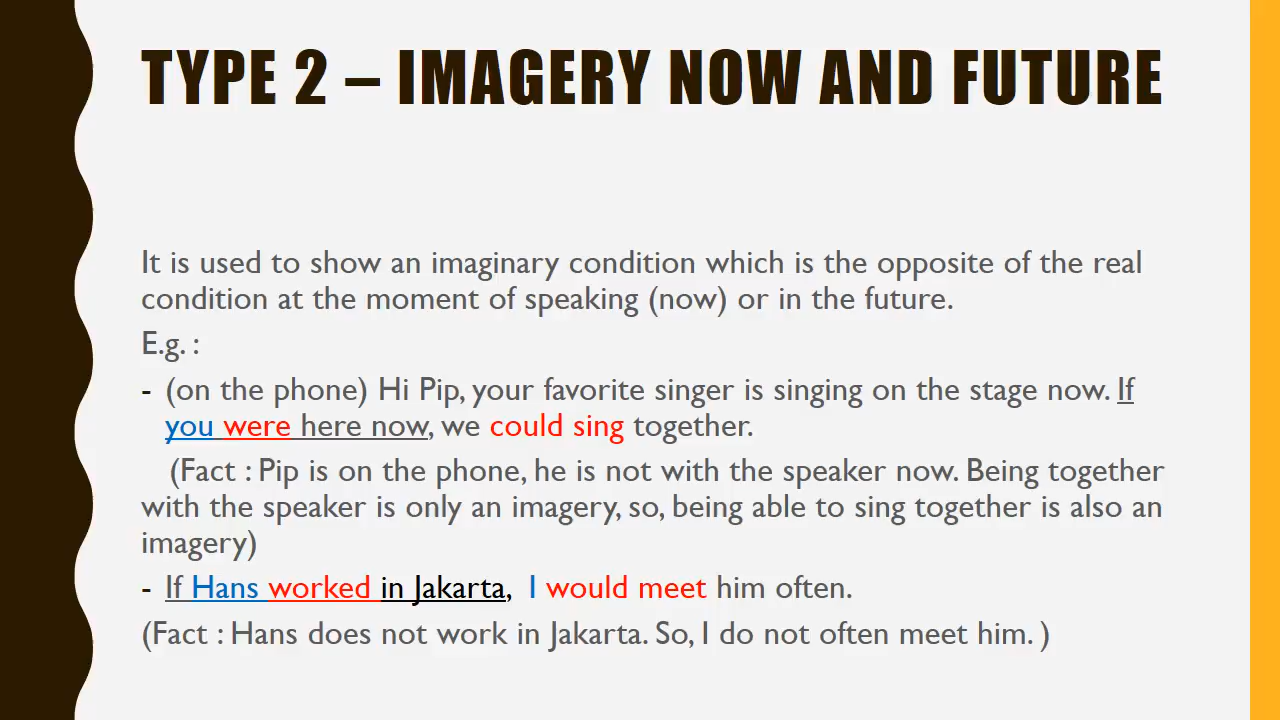 TYPE 2 – IMAGERY NOW AND FUTURE
It is used to show an imaginary condition which is the opposite of the real
condition at the moment of speaking (now) or in the future.
E.g. :
- (on the phone) Hi Pip, your favorite singer is singing on the stage now. If
you were here now, we could sing together.
(Fact : Pip is on the phone, he is not with the speaker now. Being together
with the speaker is only an imagery, so, being able to sing together is also an
imagery)
- If Hans worked in Jakarta, I would meet him often.
(Fact : Hans does not work in Jakarta. So, I do not often meet him. )